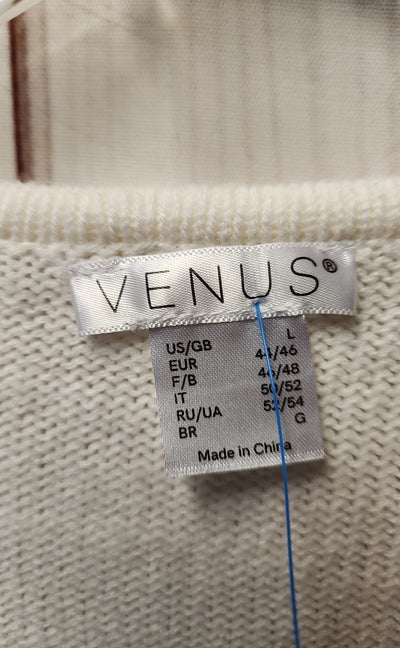 VENUS®
US/GB L
EUR 44/46
F/B 46/48
IT 50/52
RU/UA 52/54
BR G
Made in China